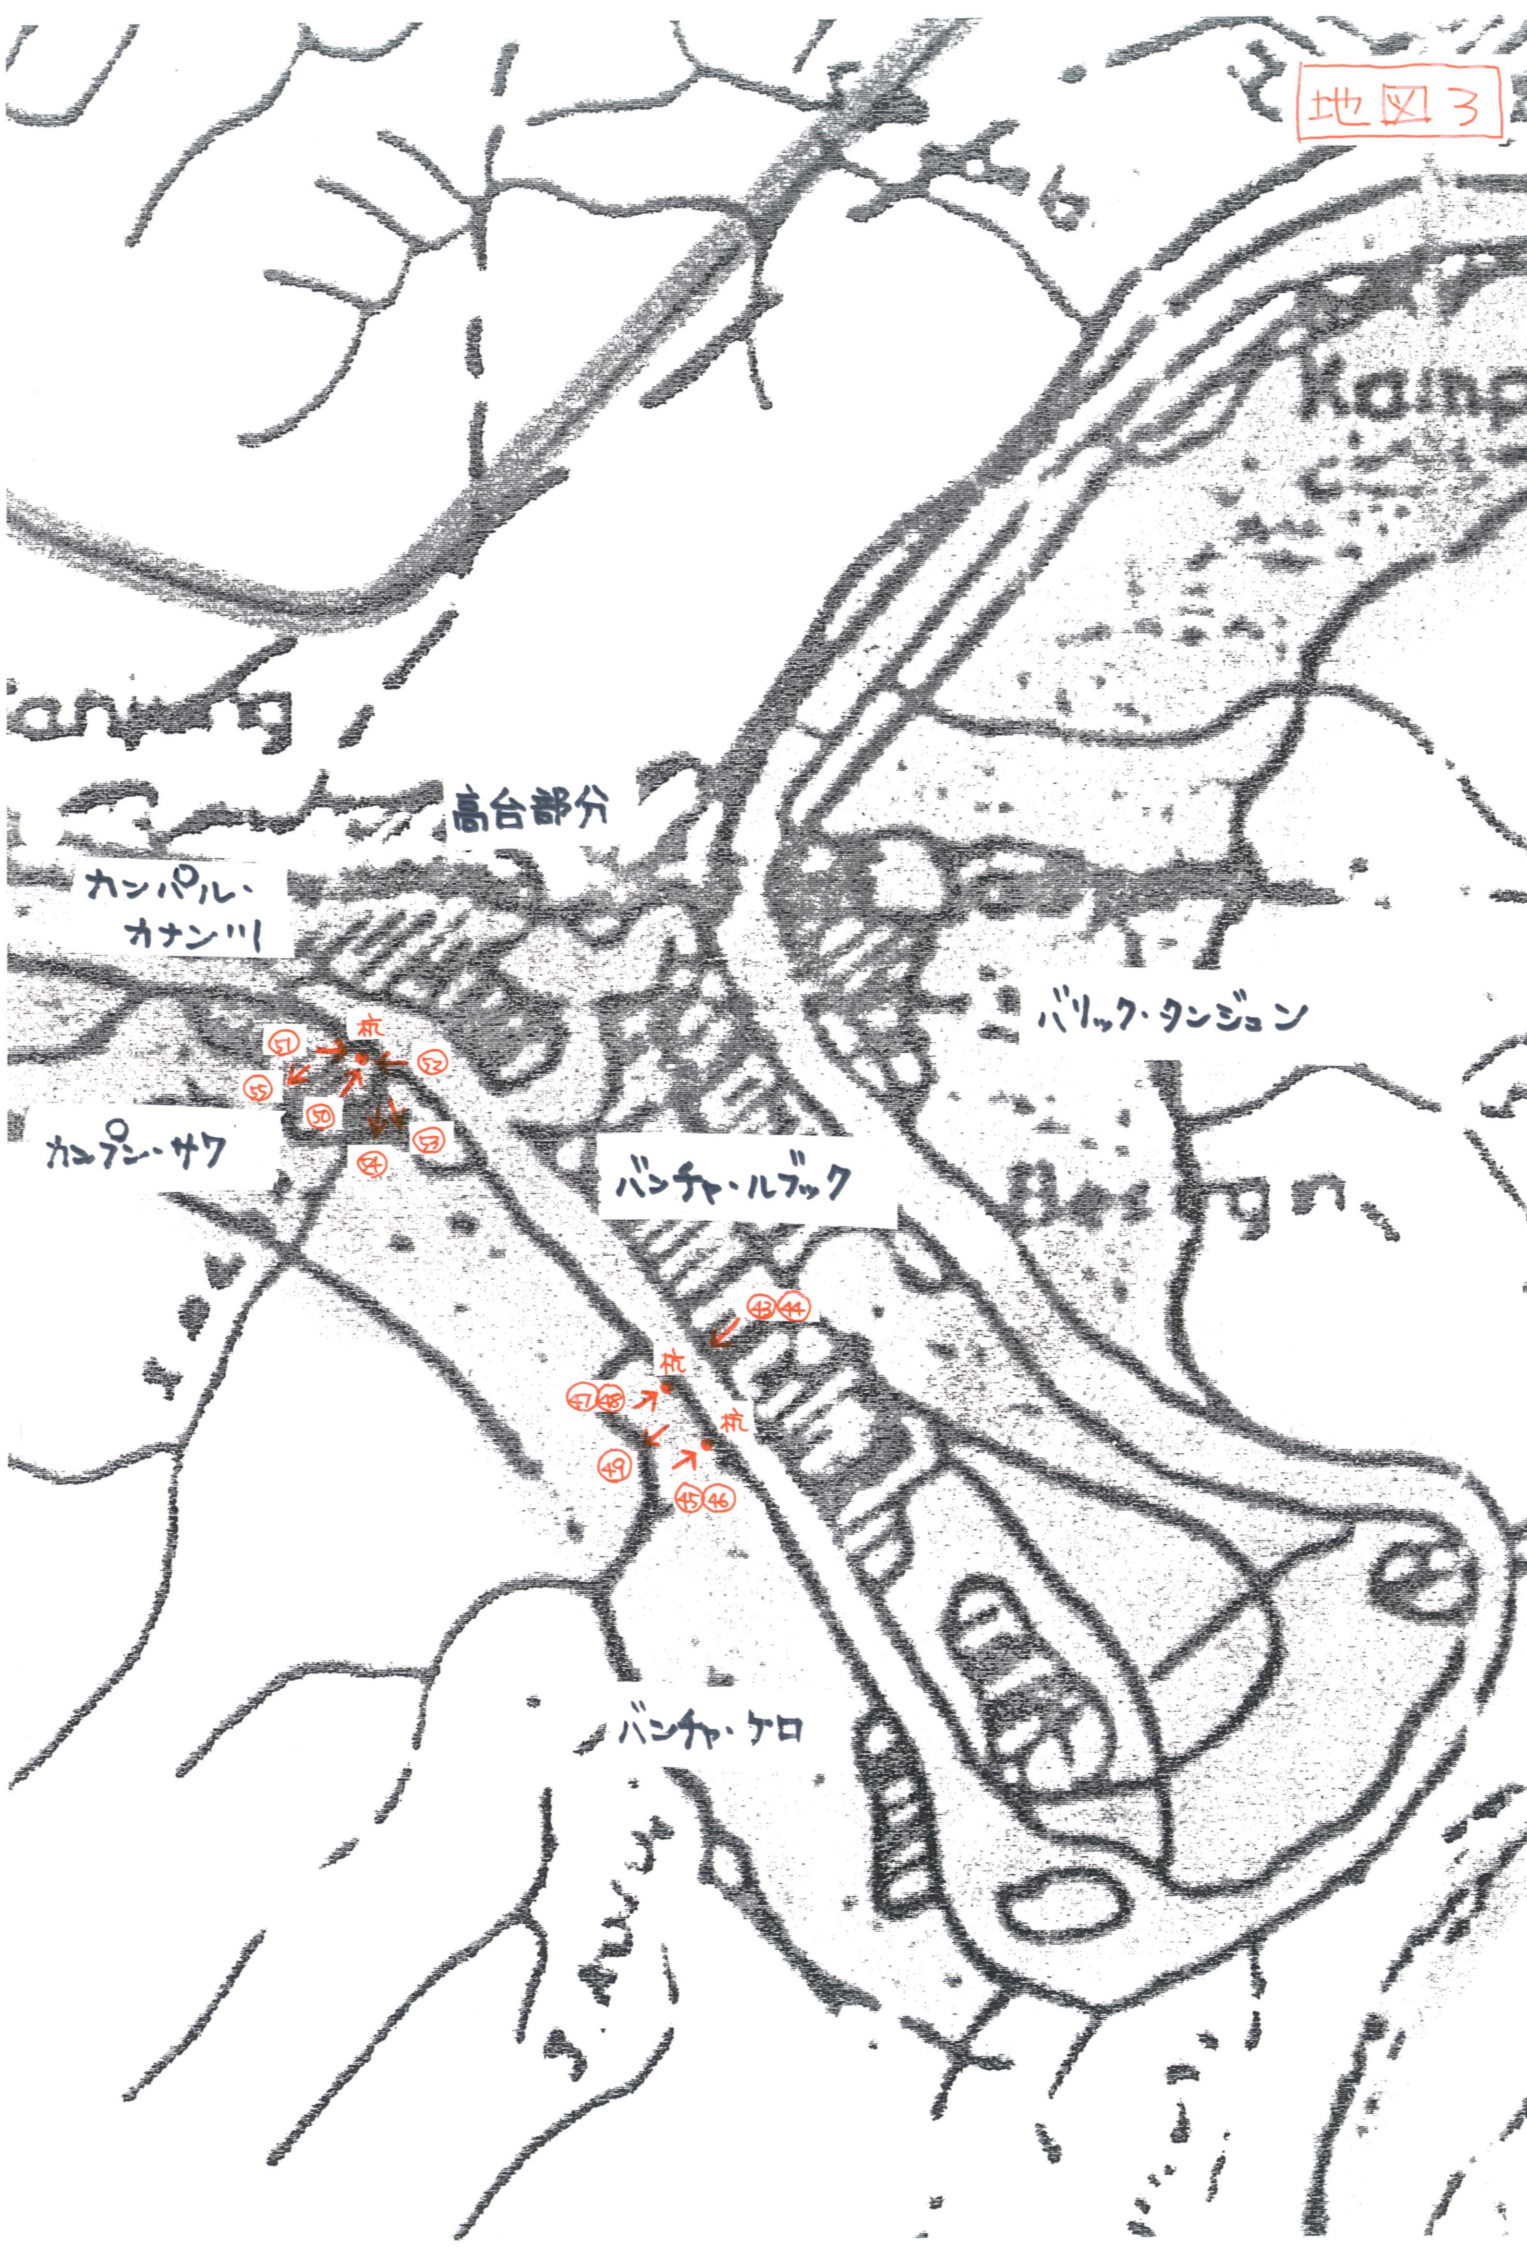 地図3
高台部分
カンパル・
カナン川
バリック・タンジュン
杭
51
52
55
50
カンプン・サワ
53
54
バンチャ・ルブック
43 44
杭
47 48
杭
49
45 46
バンチャ・ケロ